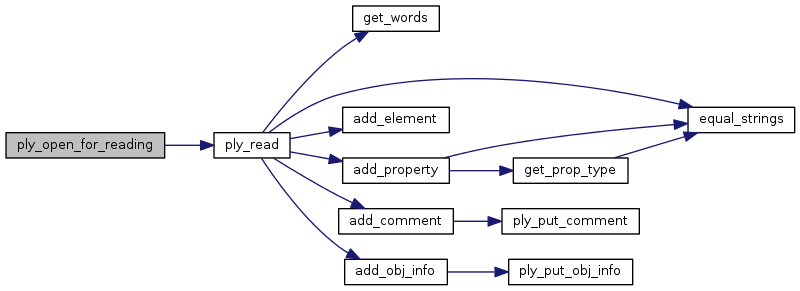 get_words
add_element
equal_strings
ply_open_for_reading
ply_read
add_property
get_prop_type
add_comment
ply_put_comment
add_obj_info
ply_put_obj_info